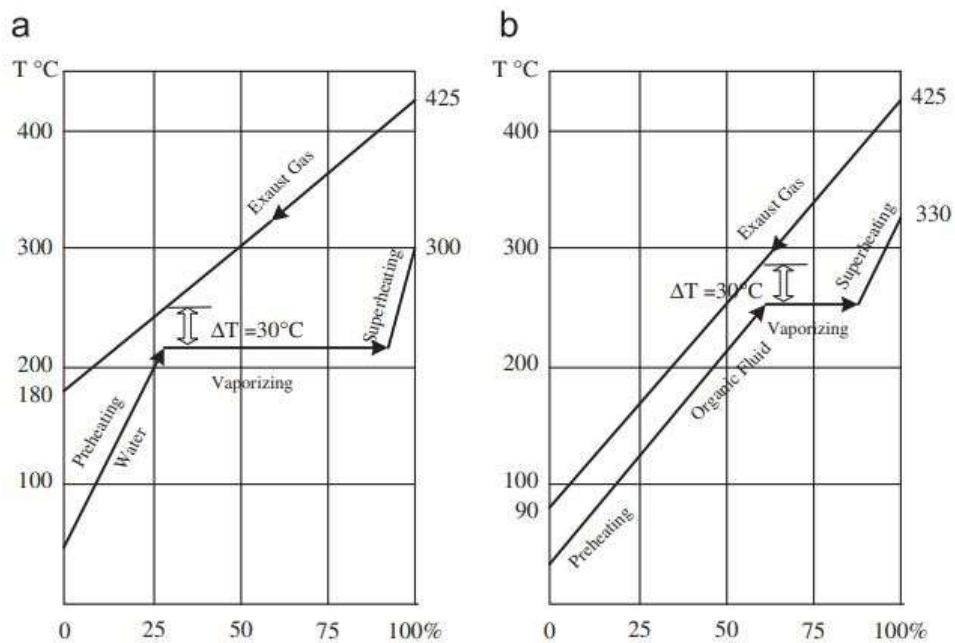 a
T °C
400
300
200
180
100
0 25 50 75 100%
425
300
Exaust Gas
ΔT =30°C
Superheating
Vaporizing
Preheating
Water
b
T °C
400
300
200
100
90
0 25 50 75 100%
425
330
Exaust Gas
ΔT =30°C
Superheating
Vaporizing
Organic Fluid
Preheating